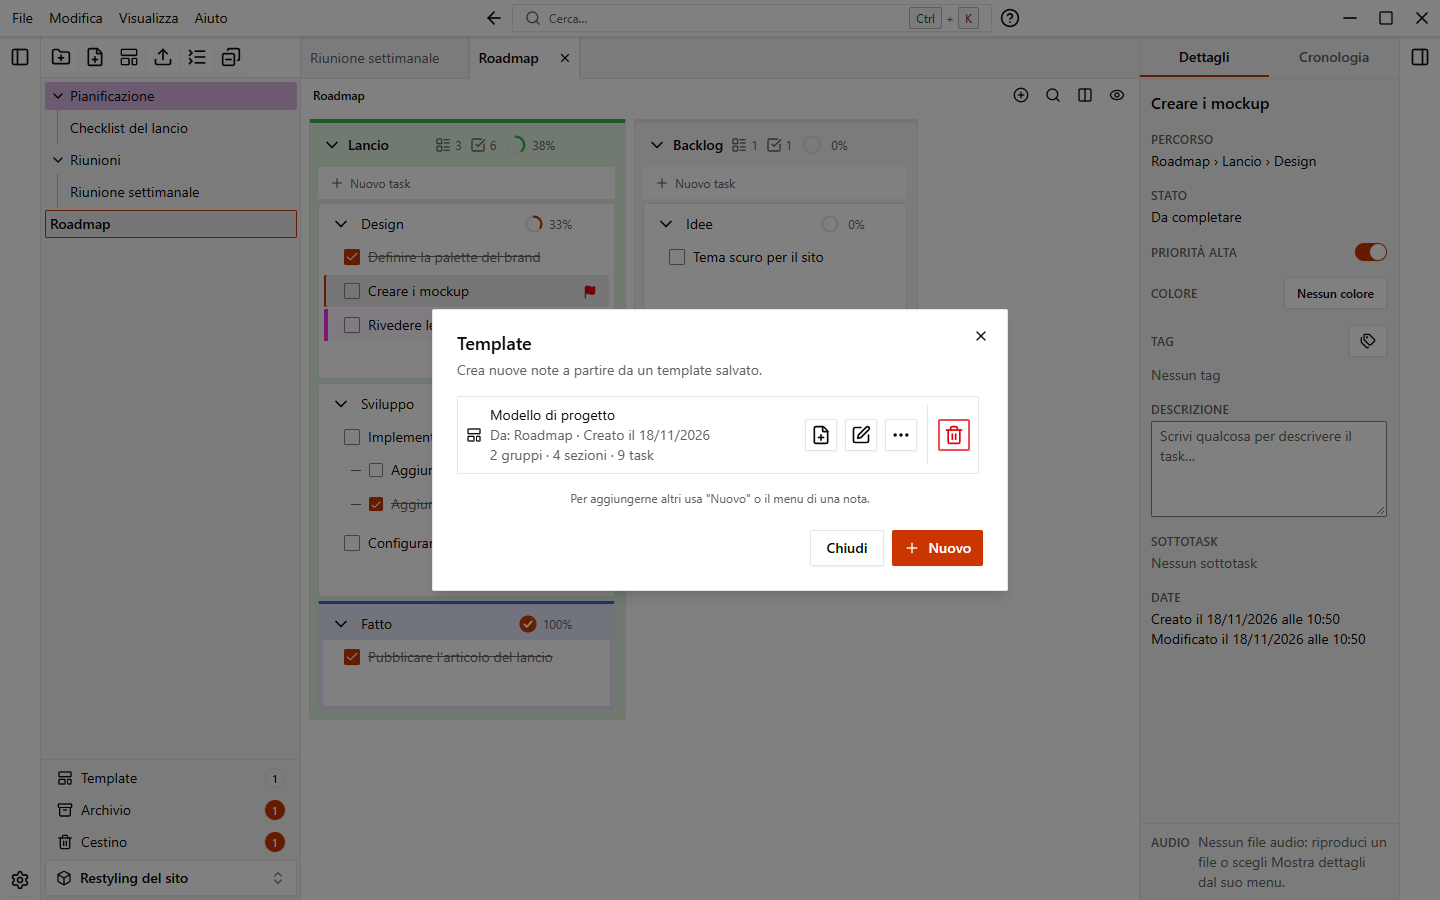 File Modifica Visualizza Aiuto
Cerca... Ctrl + K
Pianificazione
Checklist del lancio
Riunioni
Riunione settimanale
Roadmap
Template 1
Archivio 1
Cestino 1
Restyling del sito
Riunione settimanale
Roadmap
Roadmap
Lancio 3 6 38%
Nuovo task
Design 33%
Definire la palette del brand
Creare i mockup
Rivedere
Sviluppo
Fatto 100%
Pubblicare l'articolo del lancio
Backlog 1 1 0%
Nuovo task
Idee 0%
Tema scuro per il sito
Template
Crea nuove note a partire da un template salvato.
Modello di progetto
Da: Roadmap · Creato il 18/11/2026
2 gruppi · 4 sezioni · 9 task
Per aggiungerne altri usa "Nuovo" o il menu di una nota.
Chiudi
Nuovo
Dettagli Cronologia
Creare i mockup
PERCORSO
Roadmap › Lancio › Design
STATO
Da completare
PRIORITÀ ALTA
COLORE Nessun colore
TAG
Nessun tag
DESCRIZIONE
Scrivi qualcosa per descrivere il
task...
SOTTOTASK
Nessun sottotask
DATE
Creato il 18/11/2026 alle 10:50
Modificato il 18/11/2026 alle 10:50
AUDIO Nessun file audio: riproduci un
file o scegli Mostra dettagli
dal suo menu.